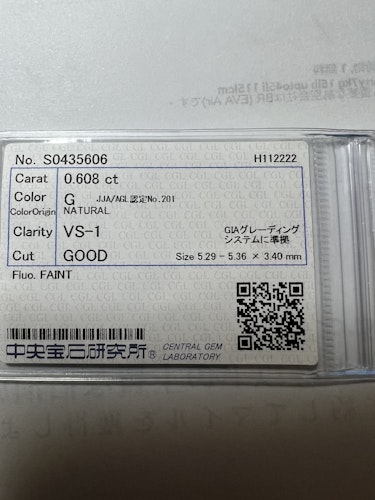 No. S0435606 H112222
Carat 0.608 ct
Color G JJA/AGL認定No.201
ColorOrigin NATURAL
Clarity VS-1 GIAグレーディング
システムに準拠
Cut GOOD Size 5.29 - 5.36 × 3.40 mm
Fluo. FAINT
中央宝石研究所® CENTRAL GEM
LABORATORY